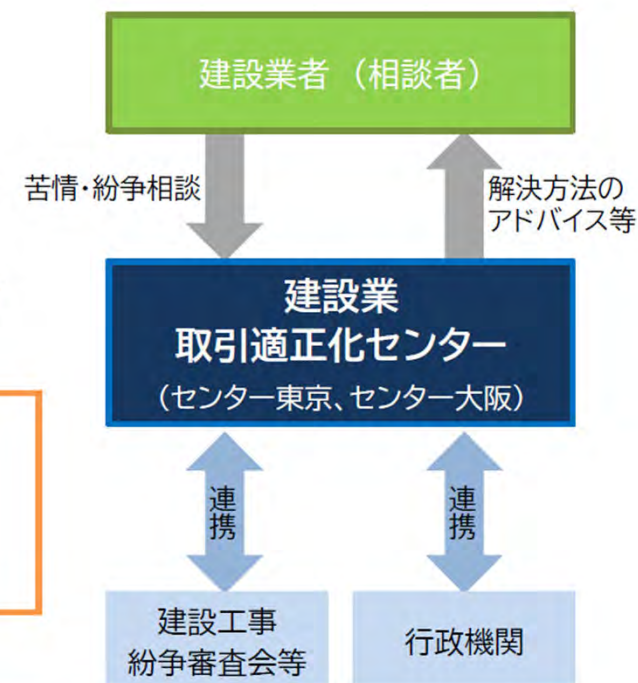 建設業者 （相談者）
苦情・紛争相談
解決方法の
アドバイス等
建設業
取引適正化センター
（センター東京、センター大阪）
連携
連携
建設工事
紛争審査会等
行政機関